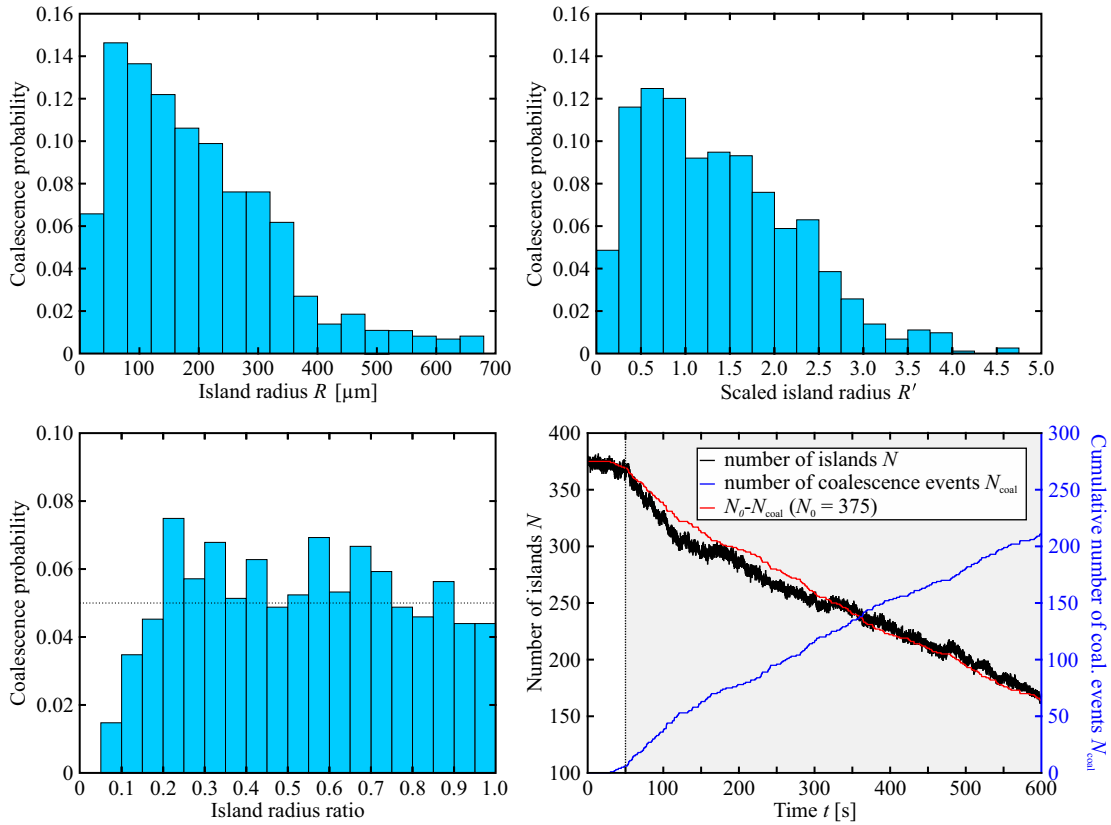 Coalescence probability
0.16
0.14
0.12
0.10
0.08
0.06
0.04
0.02
0
0 100 200 300 400 500 600 700
Island radius R [µm]
Coalescence probability
0.16
0.14
0.12
0.10
0.08
0.06
0.04
0.02
0
0 0.5 1.0 1.5 2.0 2.5 3.0 3.5 4.0 4.5 5.0
Scaled island radius R′
Coalescence probability
0.10
0.08
0.06
0.04
0.02
0
0 0.1 0.2 0.3 0.4 0.5 0.6 0.7 0.8 0.9 1.0
Island radius ratio
Number of islands N
400
350
300
250
200
150
100
number of islands N
number of coalescence events Ncoal
N0-Ncoal (N0 = 375)
300
250
200
150
100
50
0
Cumulative number of coal. events Ncoal
0 100 200 300 400 500 600
Time t [s]